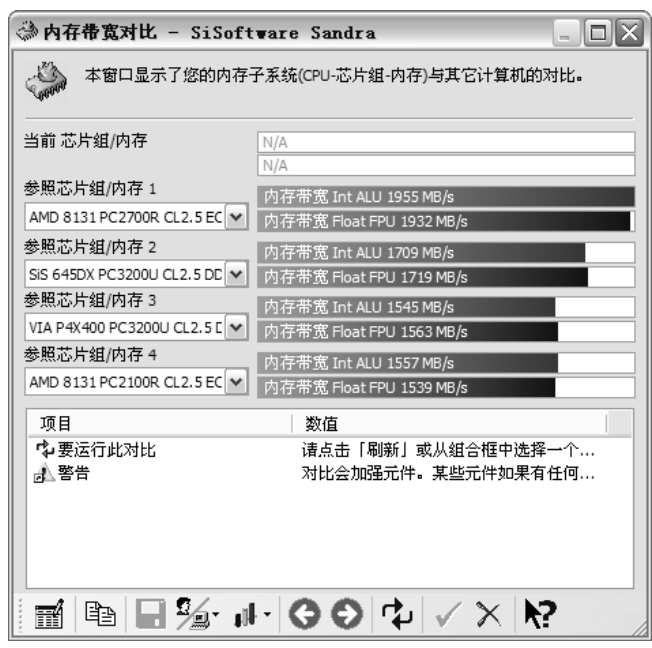 内存带宽对比 - SiSoftware Sandra
本窗口显示了您的内存子系统(CPU-芯片组-内存)与其它计算机的对比。
当前 芯片组/内存
N/A
N/A
参照芯片组/内存 1
内存带宽 Int ALU 1955 MB/s
AMD 8131 PC2700R CL2.5 EC
内存带宽 Float FPU 1932 MB/s
参照芯片组/内存 2
内存带宽 Int ALU 1709 MB/s
SiS 645DX PC3200U CL2.5 DD
内存带宽 Float FPU 1719 MB/s
参照芯片组/内存 3
内存带宽 Int ALU 1545 MB/s
VIA P4X400 PC3200U CL2.5 D
内存带宽 Float FPU 1563 MB/s
参照芯片组/内存 4
内存带宽 Int ALU 1557 MB/s
AMD 8131 PC2100R CL2.5 EC
内存带宽 Float FPU 1539 MB/s
项目 数值
要运行此对比 请点击「刷新」或从组合框中选择一个...
警告 对比会加强元件。某些元件如果有任何...